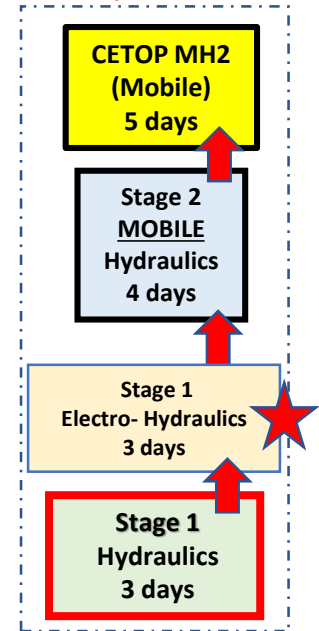 CETOP MH2
(Mobile)
5 days
Stage 2
MOBILE
Hydraulics
4 days
Stage 1
Electro- Hydraulics
3 days
Stage 1
Hydraulics
3 days